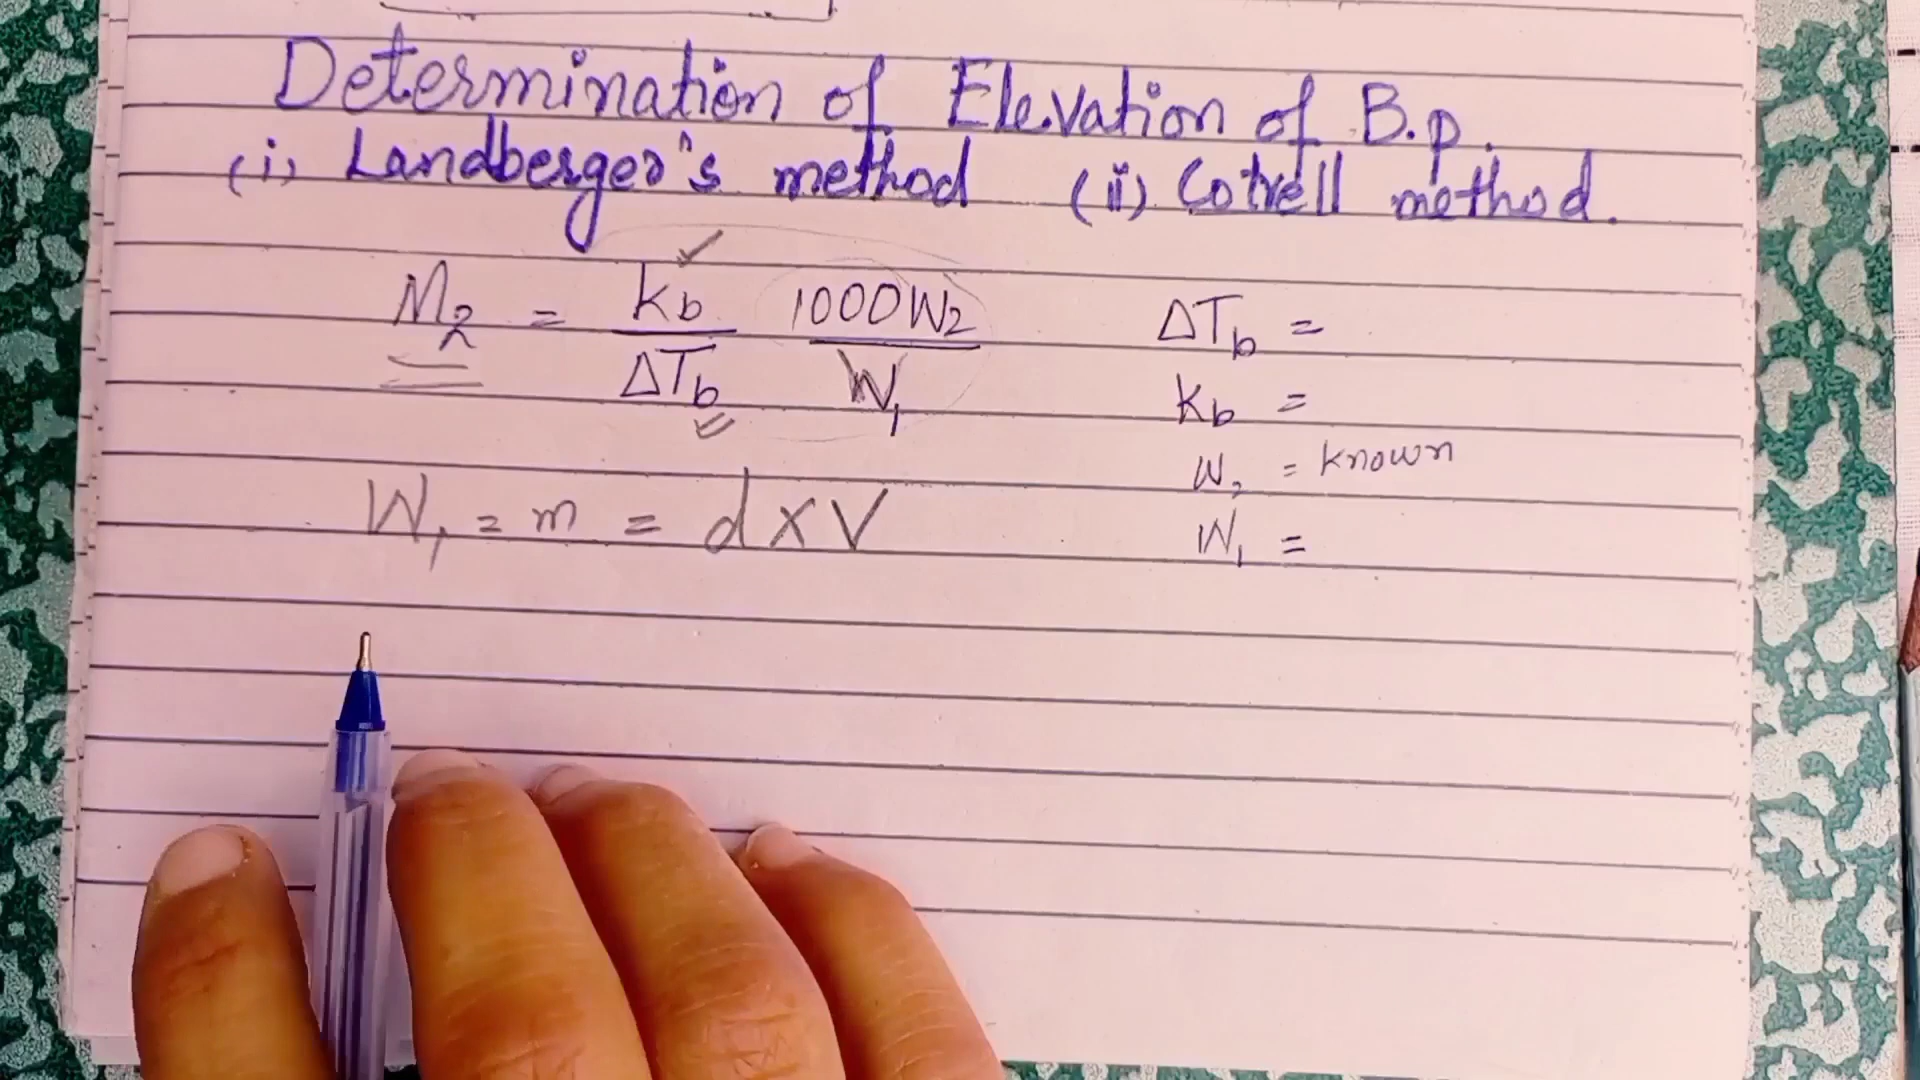 Determination of Elevation of B.p.
(i) Landberger's method (ii) Cotrell method.
M₂ = Kb/ΔTb 1000W₂/W₁
ΔTb =
Kb =
W₂ = known
W₁ = m = d x V
W₁ =